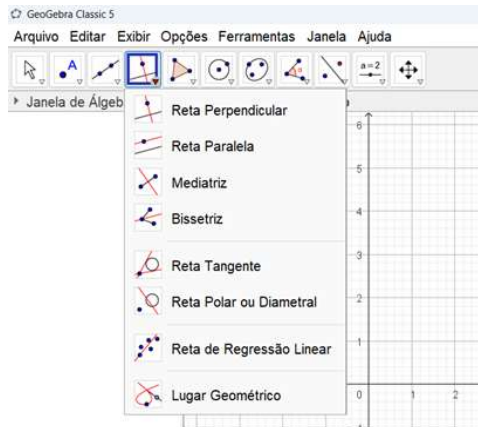 GeoGebra Classic 5
Arquivo Editar Exibir Opções Ferramentas Janela Ajuda
A a=2
Janela de Álgeb
Reta Perpendicular
Reta Paralela
Mediatriz
Bissetriz
Reta Tangente
Reta Polar ou Diametral
Reta de Regressão Linear
Lugar Geométrico
6
5
4
3
2
1
0 1 2